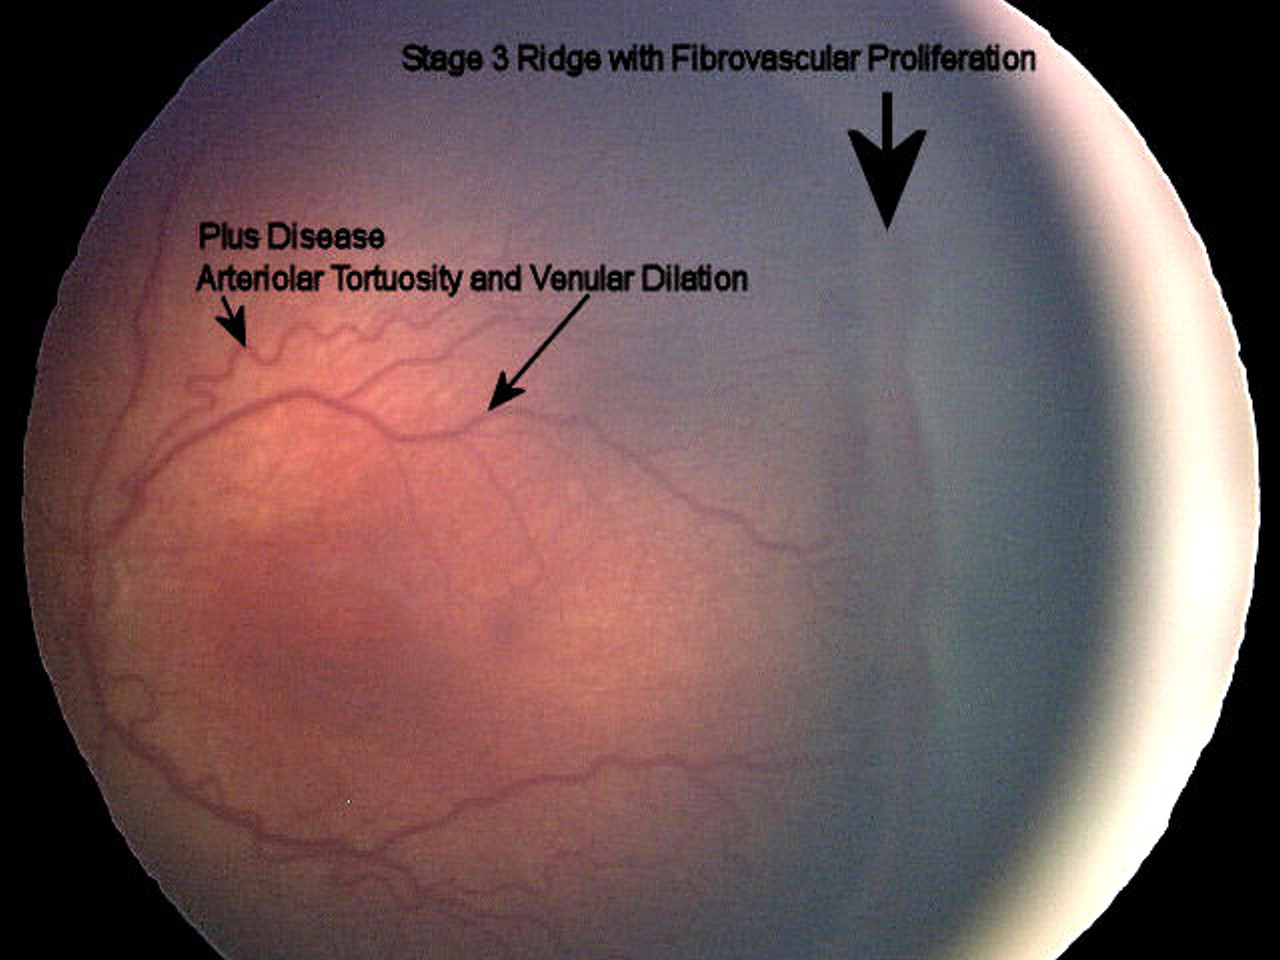 Stage 3 Ridge with Fibrovascular Proliferation
Plus Disease
Arteriolar Tortuosity and Venular Dilation